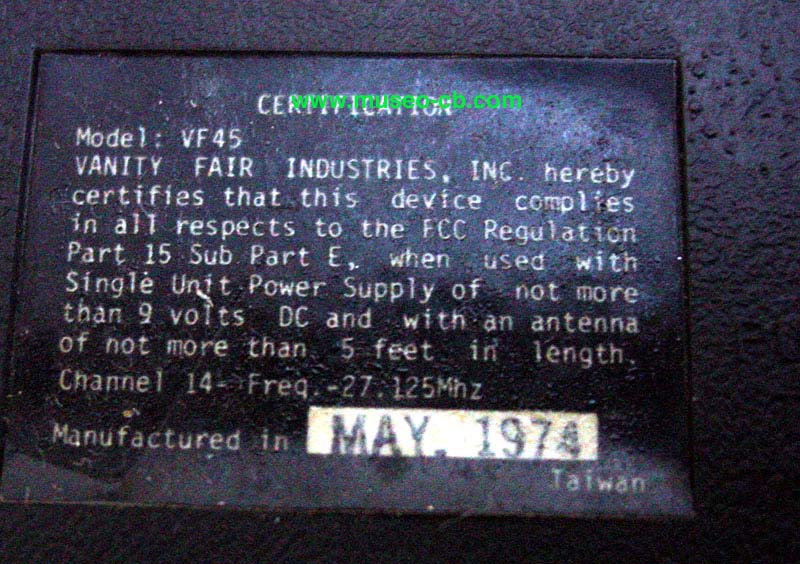 CERTIFICATION
www.museo-cb.com
Model: VF45
VANITY FAIR INDUSTRIES, INC. hereby
certifies that this device complies
in all respects to the FCC Regulation
Part 15 Sub Part E, when used with
Single Unit Power Supply of not more
than 9 volts DC and with an antenna
of not more than 5 feet in length.
Channel 14- Freq.-27.125Mhz
Manufactured in MAY. 1974
Taiwan